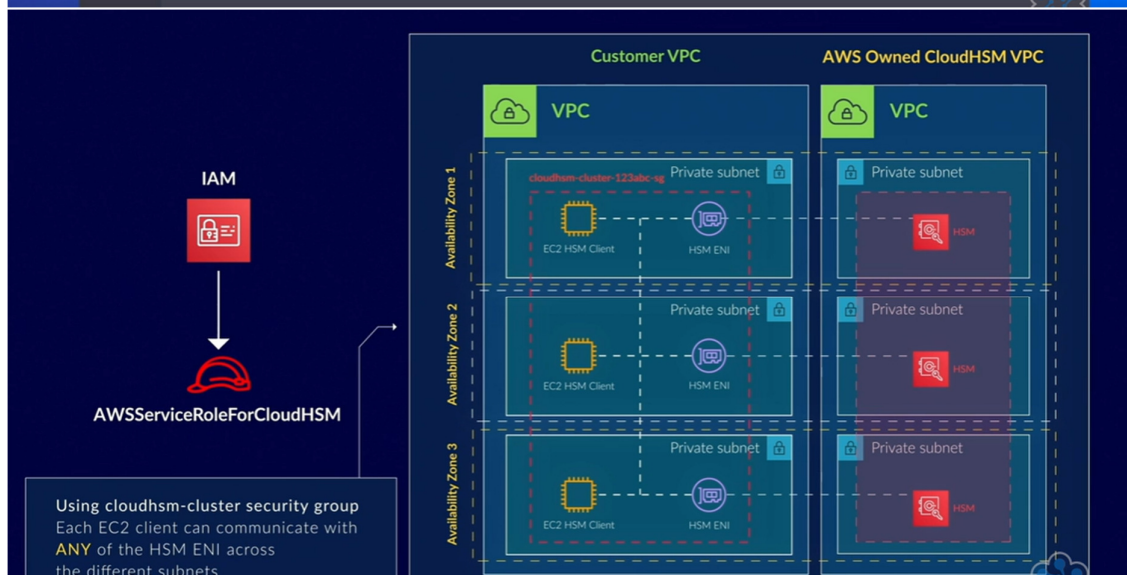 Customer VPC
AWS Owned CloudHSM VPC
VPC
VPC
IAM
AWSServiceRoleForCloudHSM
Availability Zone 1
cloudhsm-cluster-123abc-sg
Private subnet
Private subnet
EC2 HSM Client
HSM ENI
HSM
Availability Zone 2
Private subnet
Private subnet
EC2 HSM Client
HSM ENI
HSM
Availability Zone 3
Private subnet
Private subnet
EC2 HSM Client
HSM ENI
HSM
Using cloudhsm-cluster security group
Each EC2 client can communicate with
ANY of the HSM ENI across
the different subnets